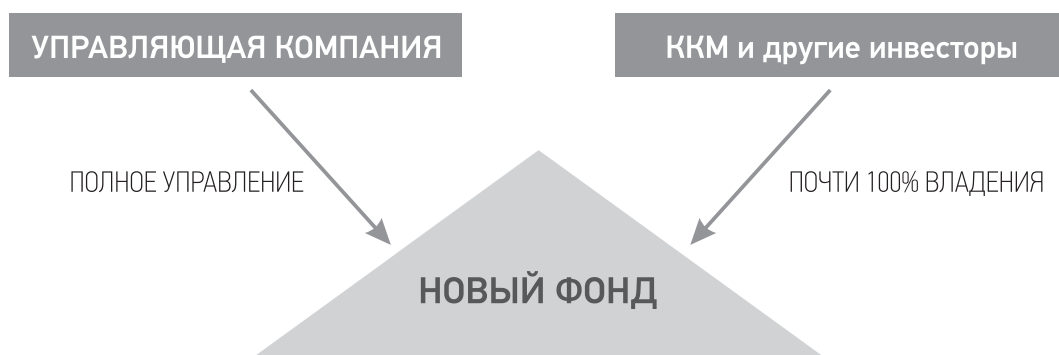 УПРАВЛЯЮЩАЯ КОМПАНИЯ
ККМ и другие инвесторы
ПОЛНОЕ УПРАВЛЕНИЕ
ПОЧТИ 100% ВЛАДЕНИЯ
НОВЫЙ ФОНД